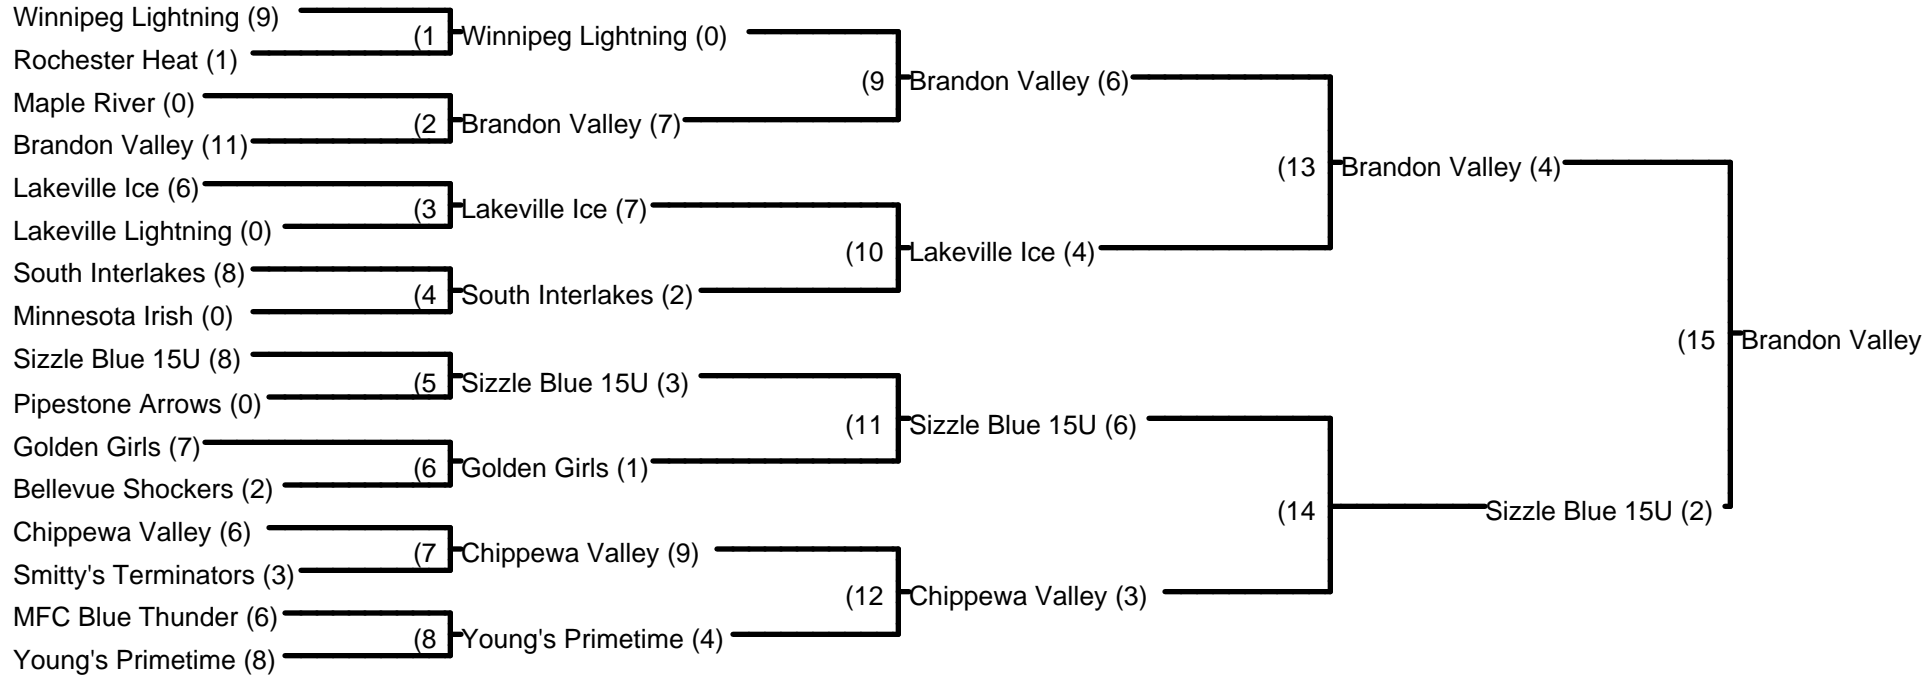 Winnipeg Lightning (9)
Rochester Heat (1)
(1
Winnipeg Lightning (0)
Maple River (0)
Brandon Valley (11)
(2
Brandon Valley (7)
(9
Brandon Valley (6)
Lakeville Ice (6)
Lakeville Lightning (0)
(3
Lakeville Ice (7)
South Interlakes (8)
Minnesota Irish (0)
(4
South Interlakes (2)
(10
Lakeville Ice (4)
(13
Brandon Valley (4)
Sizzle Blue 15U (8)
Pipestone Arrows (0)
(5
Sizzle Blue 15U (3)
Golden Girls (7)
Bellevue Shockers (2)
(6
Golden Girls (1)
(11
Sizzle Blue 15U (6)
Chippewa Valley (6)
Smitty's Terminators (3)
(7
Chippewa Valley (9)
MFC Blue Thunder (6)
Young's Primetime (8)
(8
Young's Primetime (4)
(12
Chippewa Valley (3)
(14
Sizzle Blue 15U (2)
(15
Brandon Valley